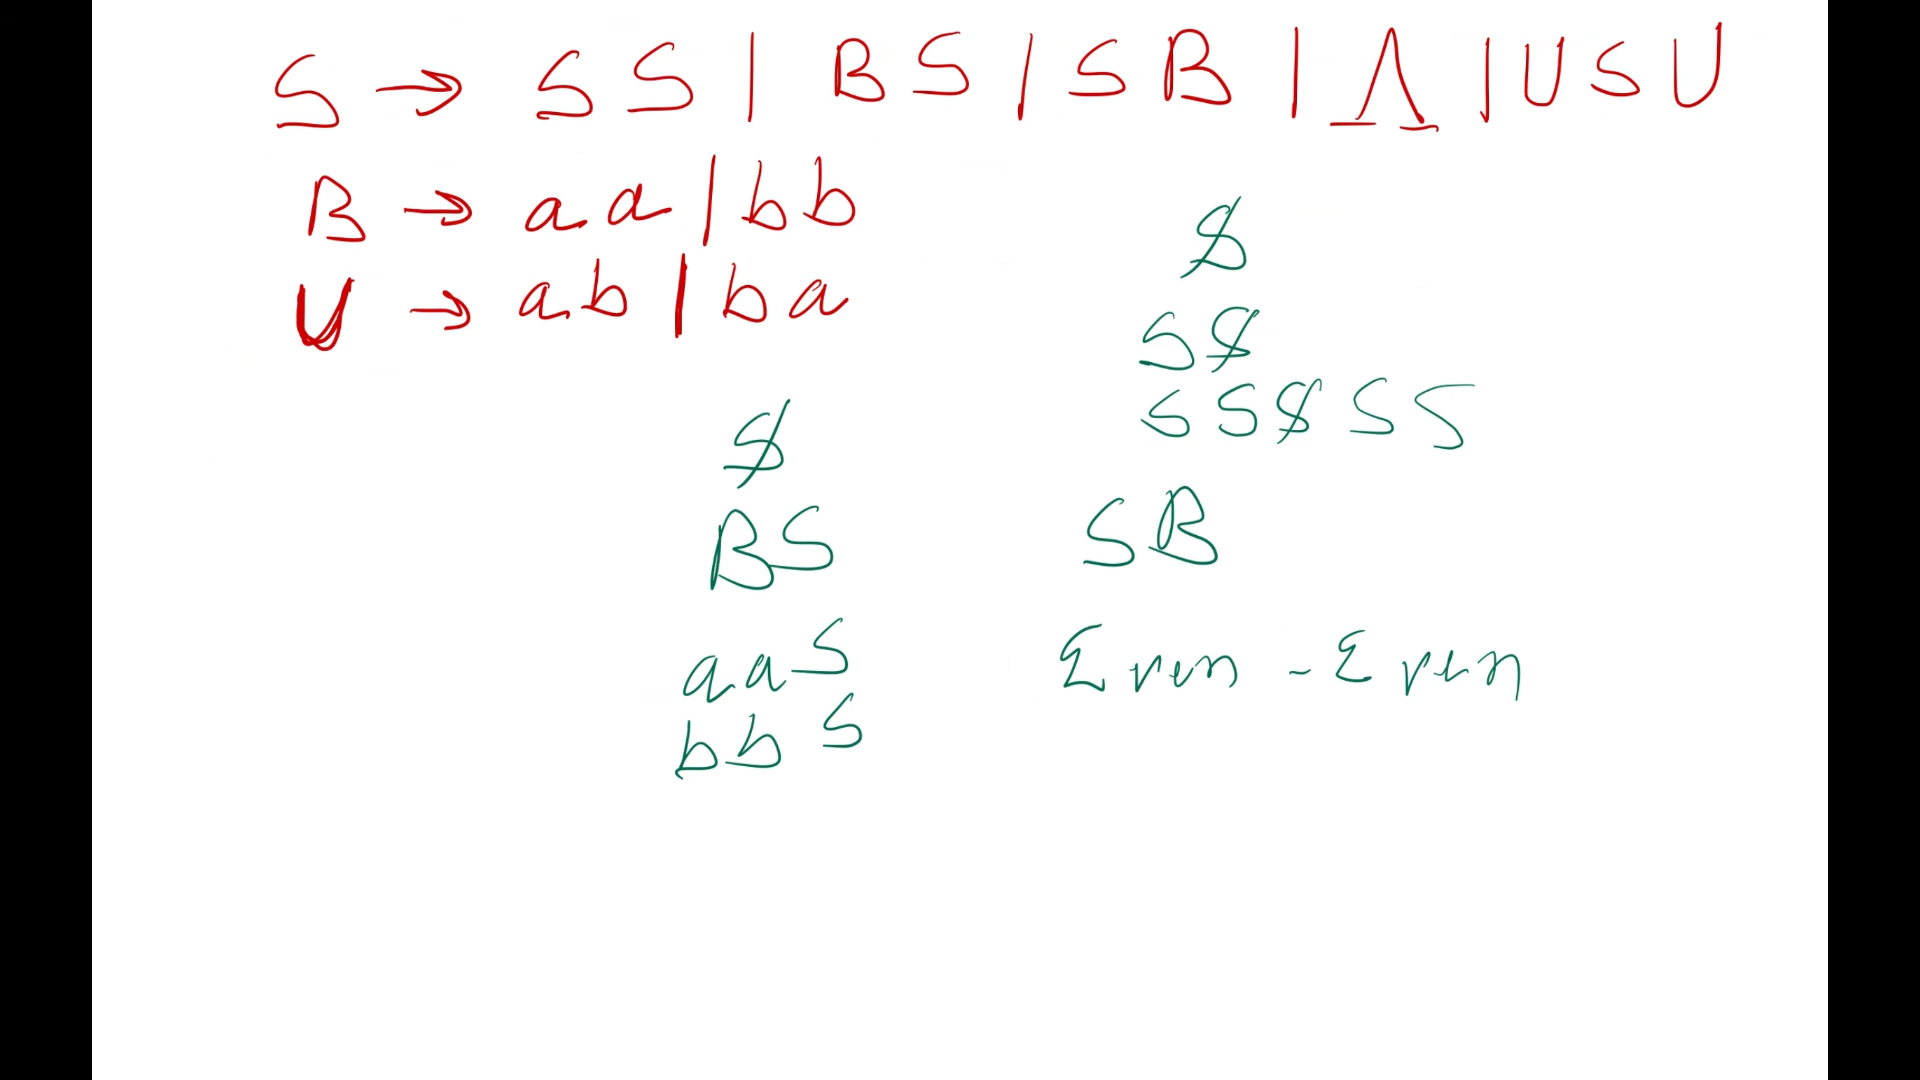 S → SS | BS | SB | Λ | USU
B → aa | bb
U → ab | ba
S
SS
SSSSS
S
BS
SB
aaS
Even - Even
bbS